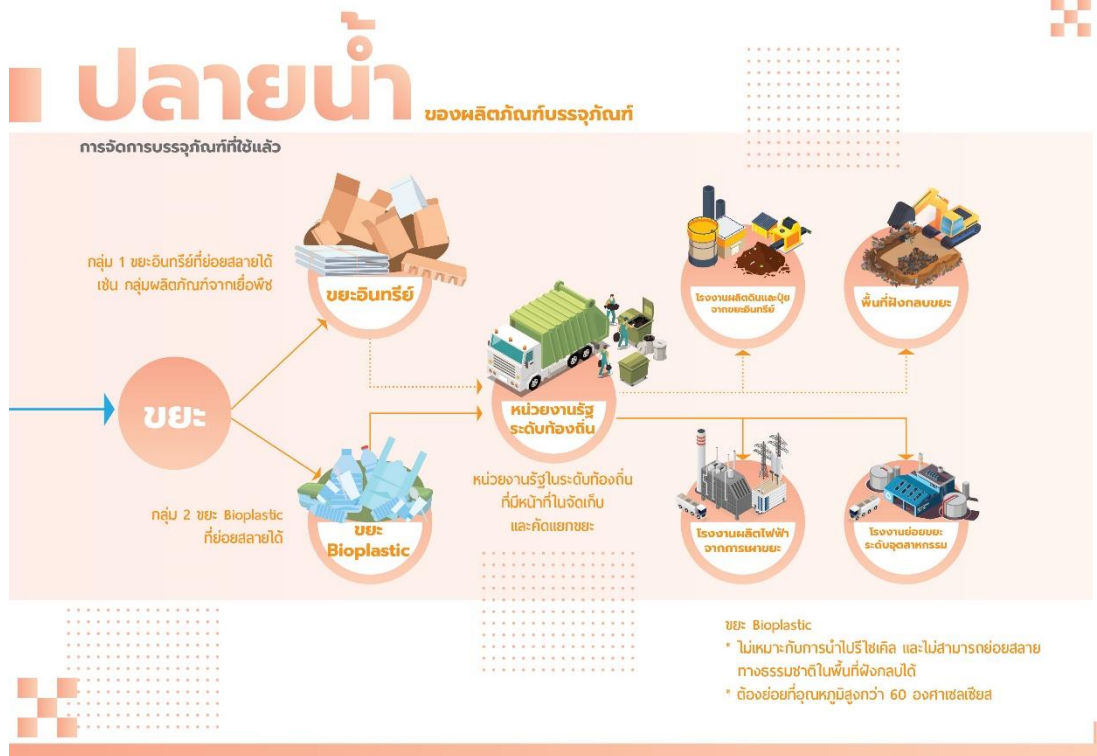 ปลายน้ำ
ของผลิตภัณฑ์บรรจุภัณฑ์
การจัดการบรรจุภัณฑ์ที่ใช้แล้ว
กลุ่ม 1 ขยะอินทรีย์ที่ย่อยสลายได้
เช่น กลุ่มผลิตภัณฑ์จากเยื่อพืช
ขยะอินทรีย์
ขยะ
กลุ่ม 2 ขยะ Bioplastic
ที่ย่อยสลายได้
ขยะ
Bioplastic
หน่วยงานรัฐ
ระดับท้องถิ่น
หน่วยงานรัฐในระดับท้องถิ่น
ที่มีหน้าที่ในจัดเก็บ
และคัดแยกขยะ
โรงงานผลิตดินและปุ๋ย
จากขยะอินทรีย์
พื้นที่ฝังกลบขยะ
โรงงานผลิตไฟฟ้า
จากการเผาขยะ
โรงงานย่อยขยะ
ระดับอุตสาหกรรม
ขยะ Bioplastic
* ไม่เหมาะกับการนำไปรีไซเคิล และไม่สามารถย่อยสลาย
ทางธรรมชาติในพื้นที่ฝังกลบได้
* ต้องย่อยที่อุณหภูมิสูงกว่า 60 องศาเซลเซียส